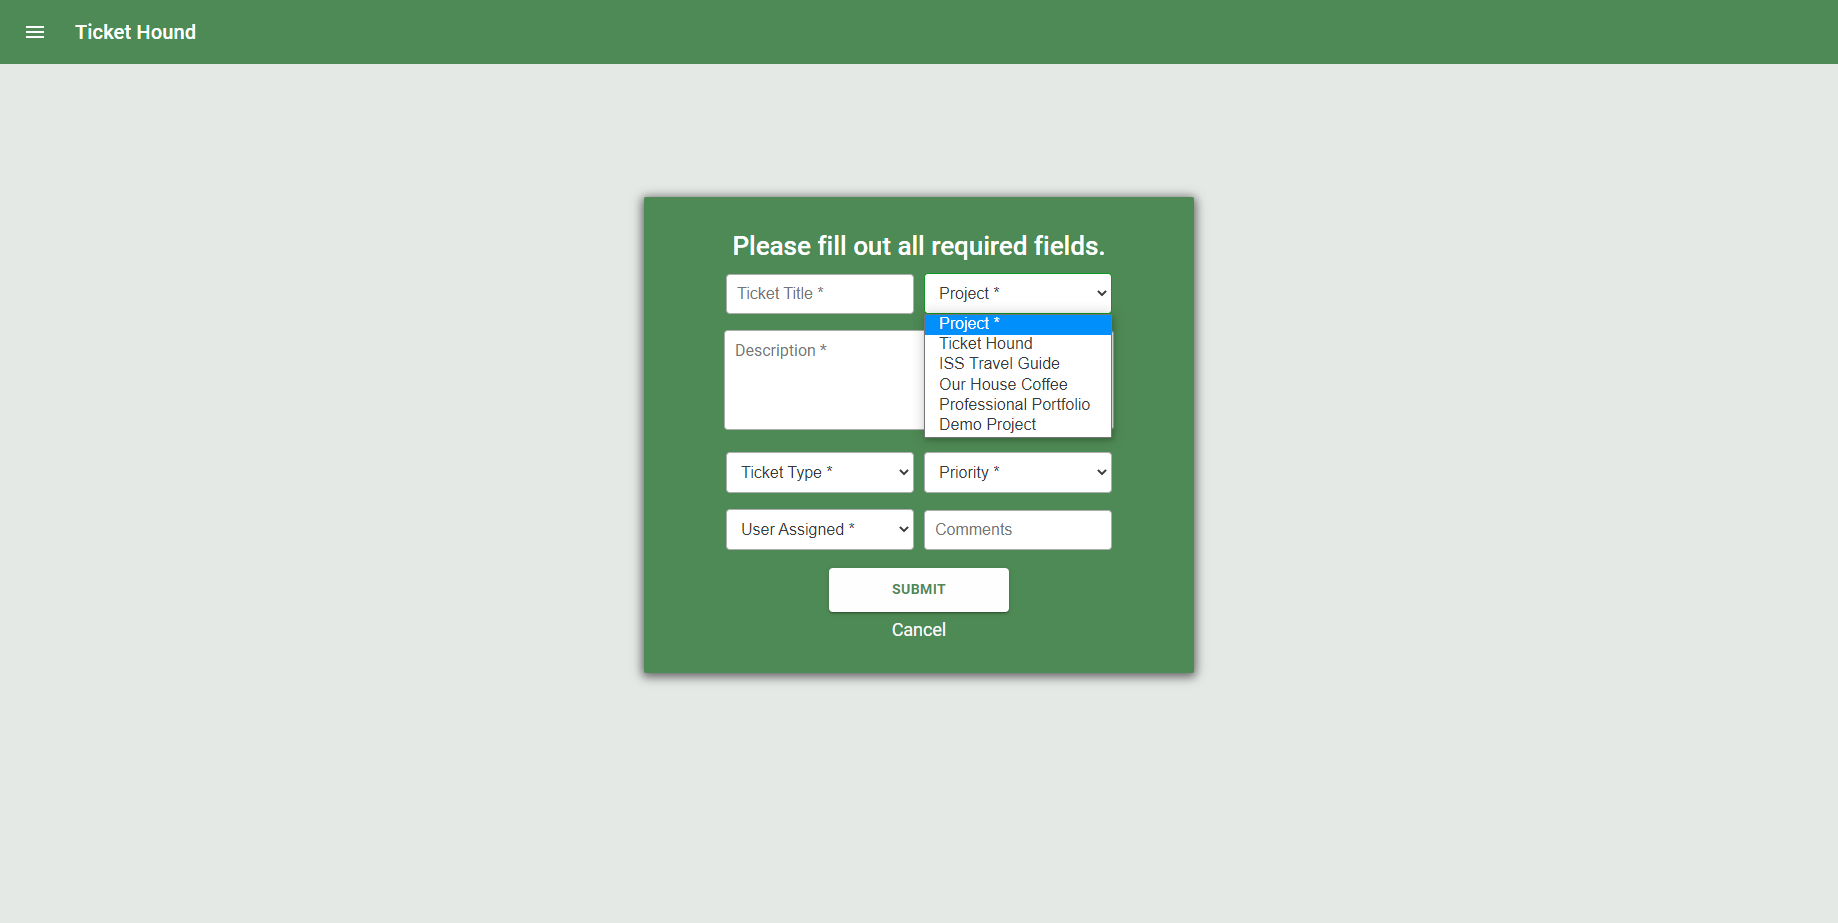 Ticket Hound
Please fill out all required fields.
Ticket Title *
Project *
Project *
Ticket Hound
ISS Travel Guide
Our House Coffee
Professional Portfolio
Demo Project
Description *
Ticket Type *
Priority *
User Assigned *
Comments
SUBMIT
Cancel